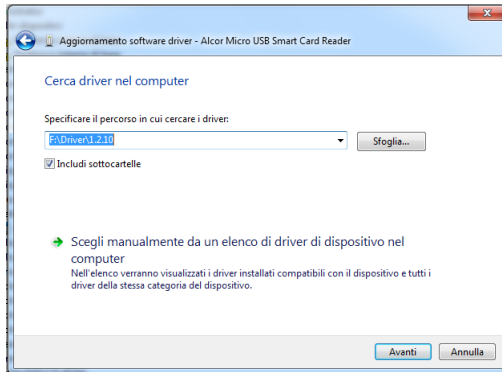 Aggiornamento software driver - Alcor Micro USB Smart Card Reader
Cerca driver nel computer
Specificare il percorso in cui cercare i driver:
F:\Driver\1.2.10
Sfoglia...
Includi sottocartelle
Scegli manualmente da un elenco di driver di dispositivo nel
computer
Nell'elenco verranno visualizzati i driver installati compatibili con il dispositivo e tutti i
driver della stessa categoria del dispositivo.
Avanti
Annulla